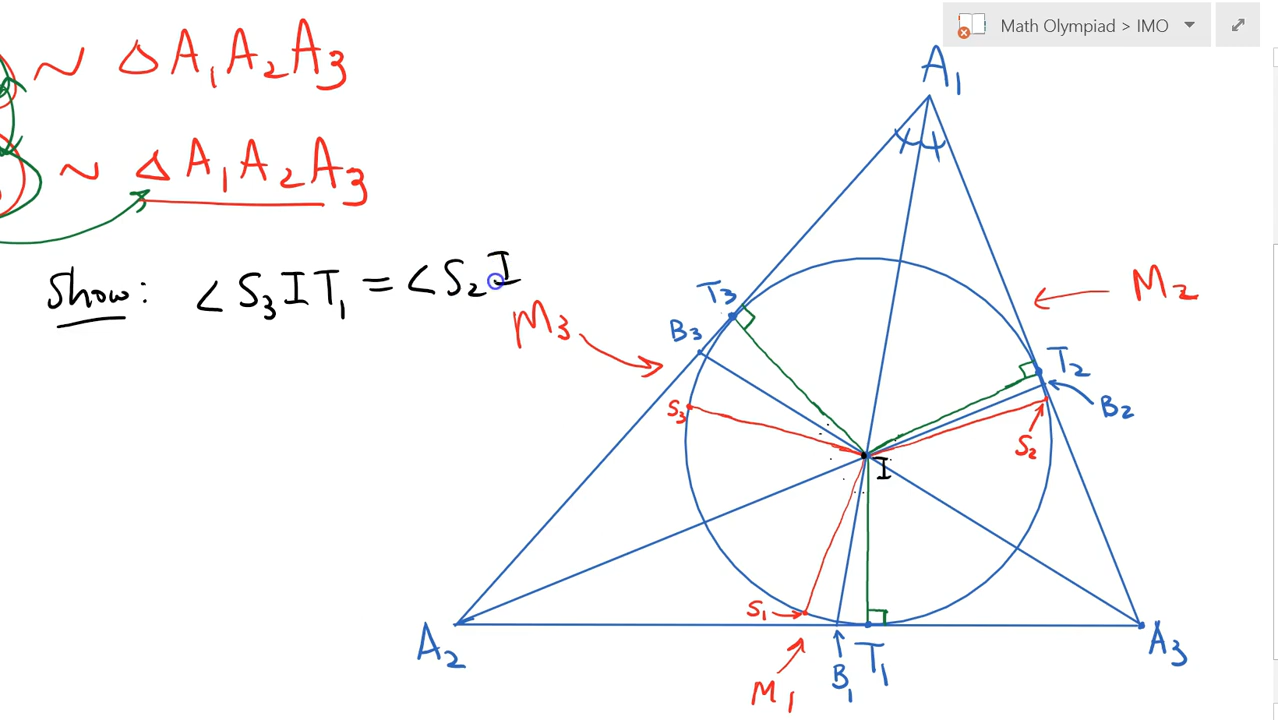 Math Olympiad > IMO
~ △A₁A₂A₃
~ △A₁A₂A₃
Show: ∠S₃IT₁ = ∠S₂I
A₁
M₂
M₃
T₃
B₃
T₂
B₂
S₃
S₂
I
S₁
A₂
B₁
T₁
A₃
M₁